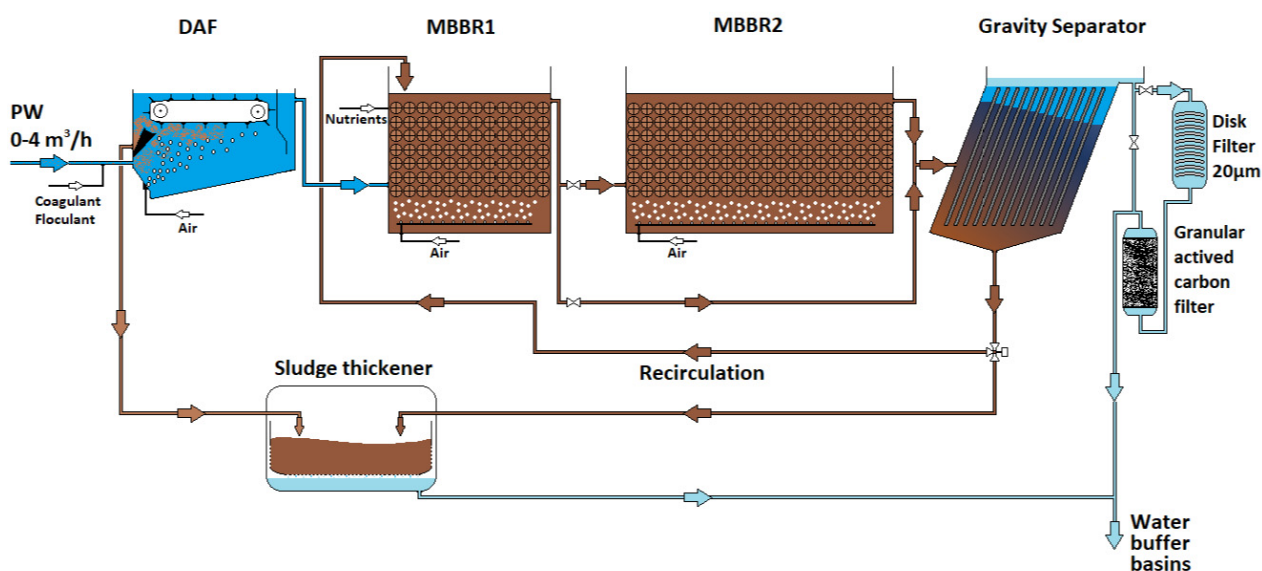 DAF
MBBR1
MBBR2
Gravity Separator
PW
0-4 m³/h
Coagulant
Floculant
Air
Nutrients
Air
Air
Disk
Filter
20µm
Granular
actived
carbon
filter
Sludge thickener
Recirculation
Water
buffer
basins